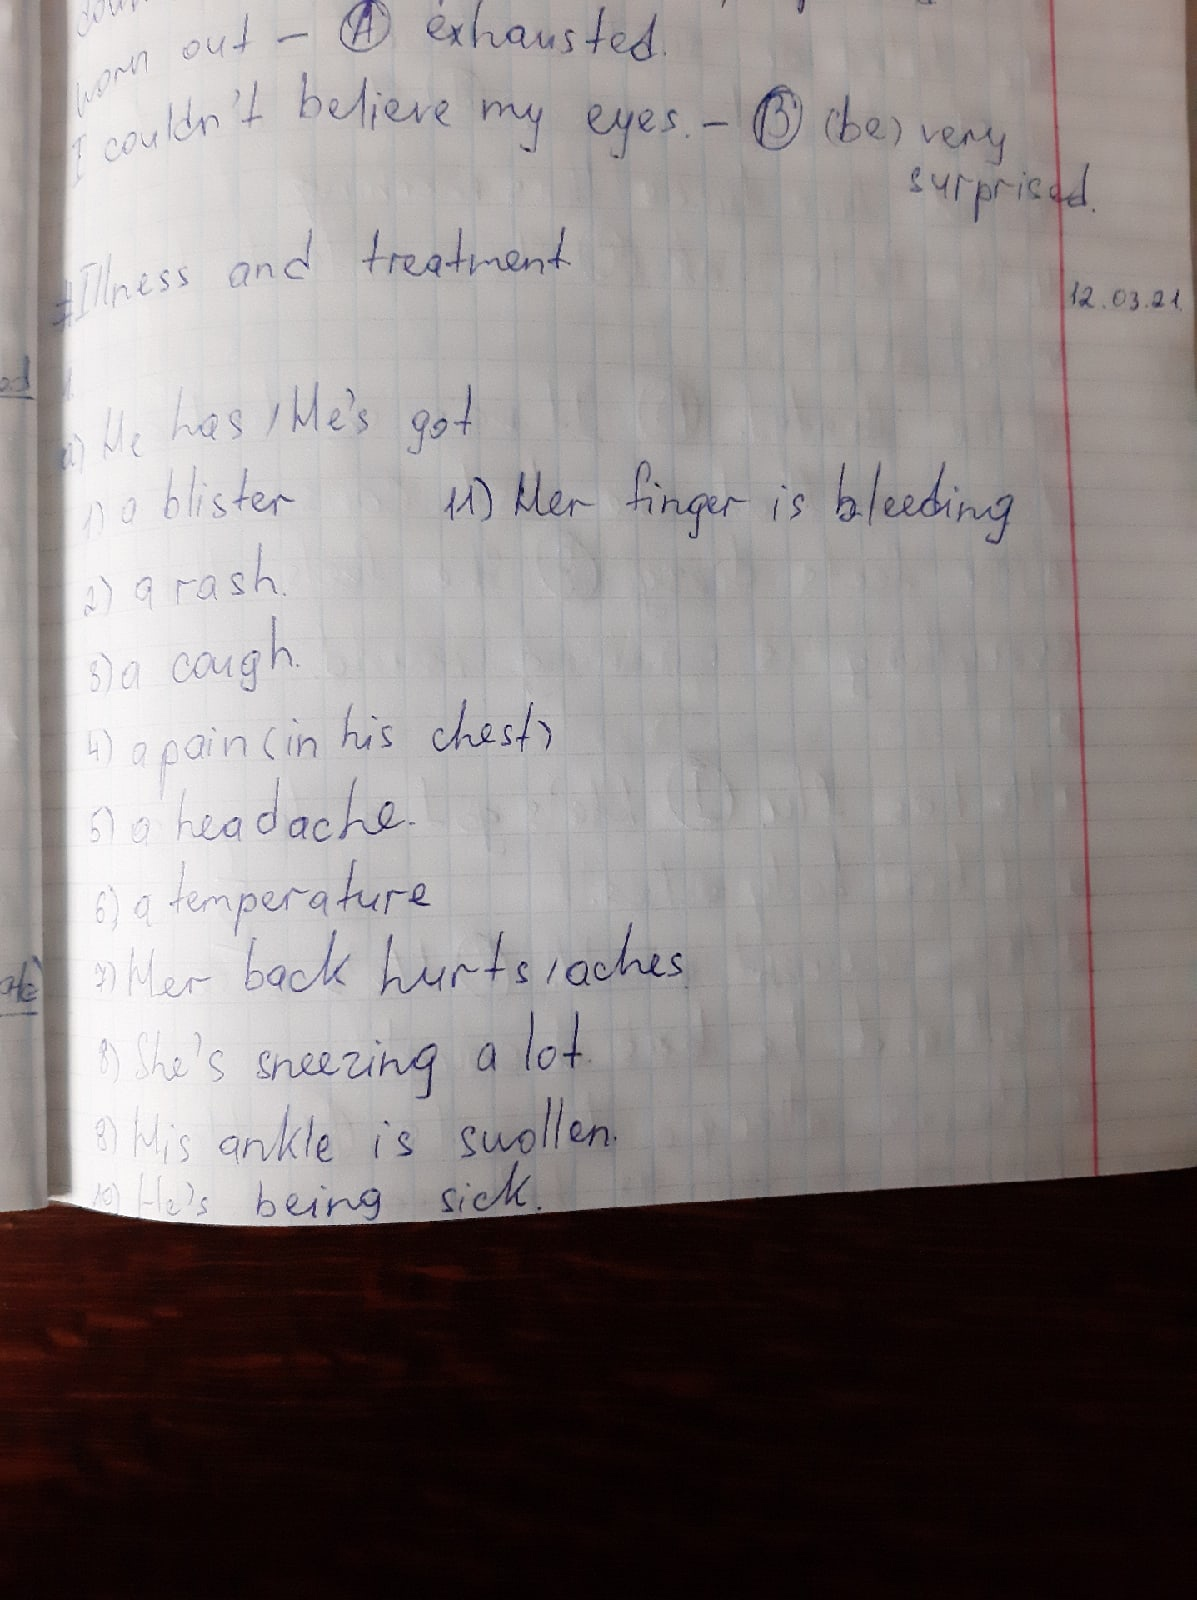 worn out – (A) exhausted.
I couldn't believe my eyes. – (B) (be) very
surprised.
#Illness and treatment
12.03.21
1.
a) He has / He's got
1) a blister
11) Her finger is bleeding
2) a rash.
3) a cough.
4) a pain (in his chest)
5) a headache.
6) a temperature
7) Her back hurts / aches
8) She's sneezing a lot.
9) His ankle is swollen.
10) He's being sick.